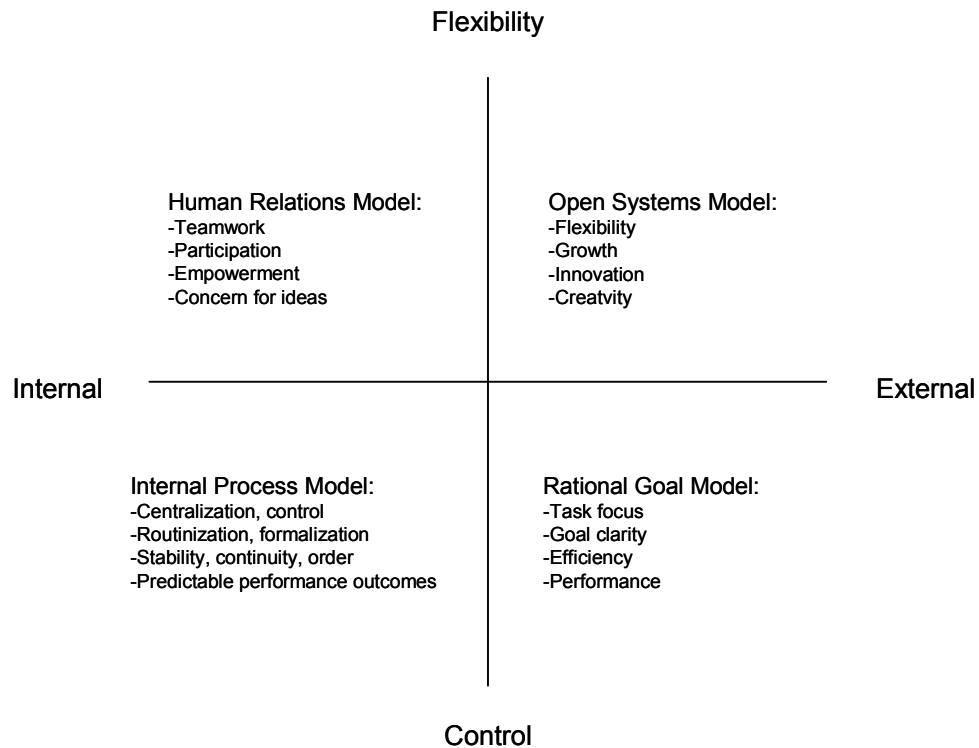 Flexibility
Human Relations Model:
-Teamwork
-Participation
-Empowerment
-Concern for ideas
Open Systems Model:
-Flexibility
-Growth
-Innovation
-Creatvity
Internal
External
Internal Process Model:
-Centralization, control
-Routinization, formalization
-Stability, continuity, order
-Predictable performance outcomes
Rational Goal Model:
-Task focus
-Goal clarity
-Efficiency
-Performance
Control